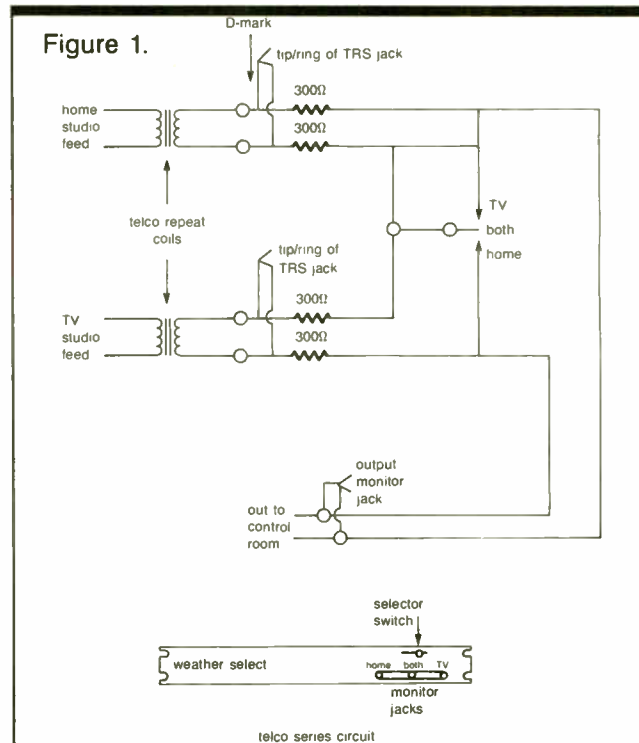 D-mark
Figure 1.
tip/ring of TRS jack
300Ω
home
studio
feed
300Ω
TV
telco repeat
coils
both
tip/ring of
TRS jack
home
300Ω
TV
studio
feed
300Ω
output
monitor
jack
out to
control
room
selector
switch
weather select
home both TV
monitor
jacks
telco series circuit